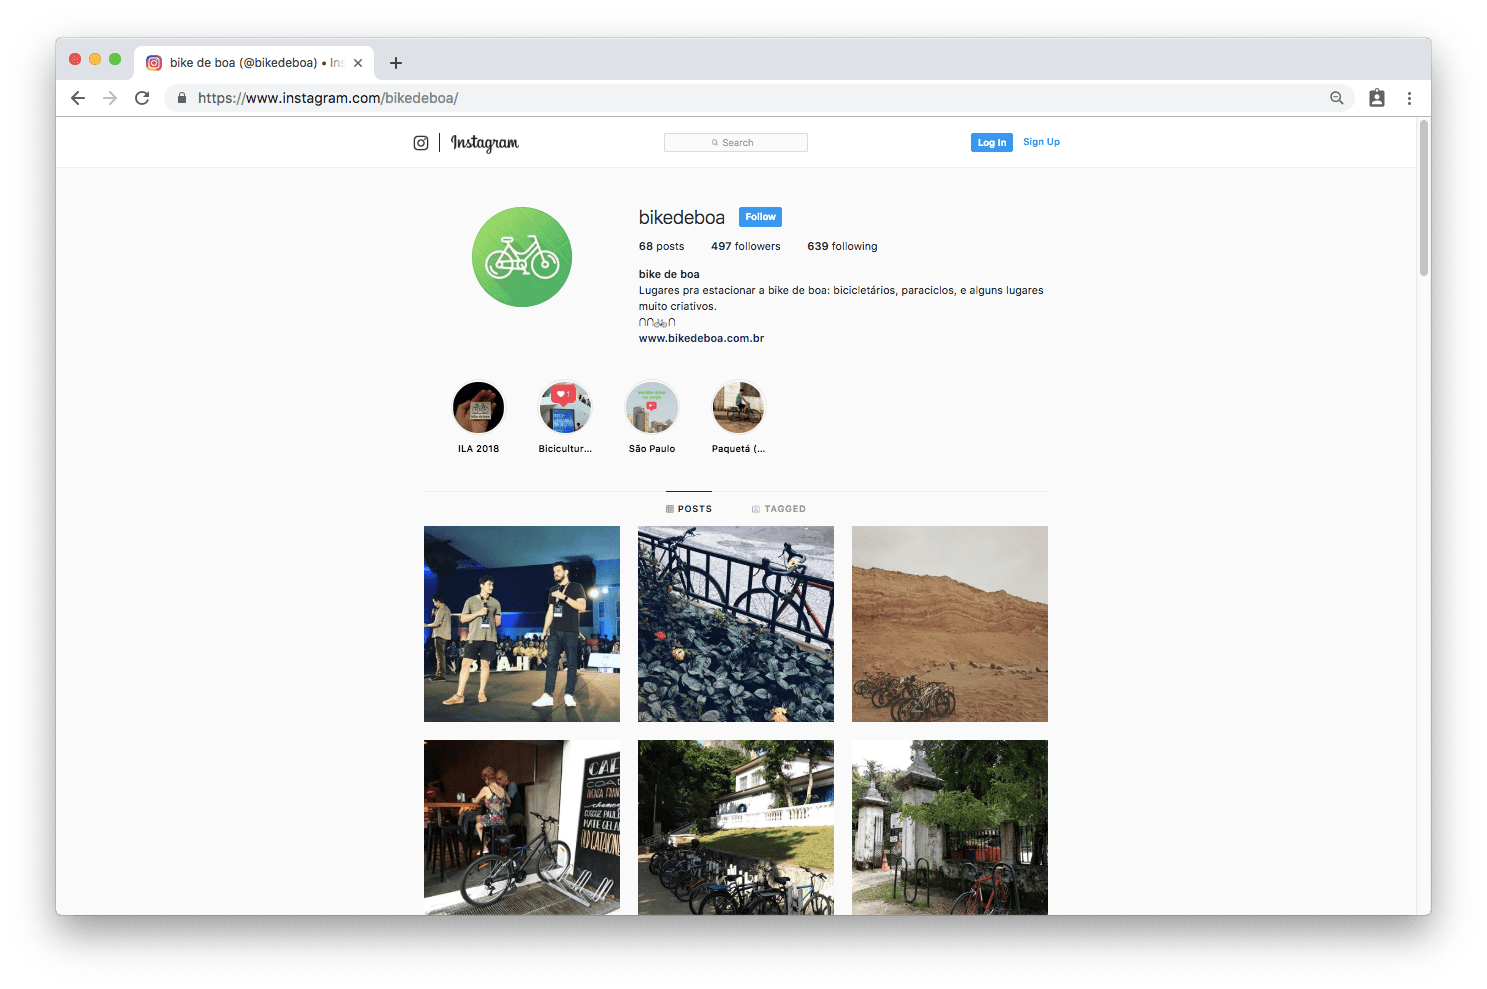 bike de boa (@bikedeboa) • Ins
https://www.instagram.com/bikedeboa/
Instagram
Search
Log In
Sign Up
bikedeboa
Follow
68 posts 497 followers 639 following
bike de boa
Lugares pra estacionar a bike de boa: bicicletários, paraciclos, e alguns lugares
muito criativos.
∩∩🚲∩
www.bikedeboa.com.br
ILA 2018
Bicicultur...
São Paulo
Paquetá (...
POSTS
TAGGED